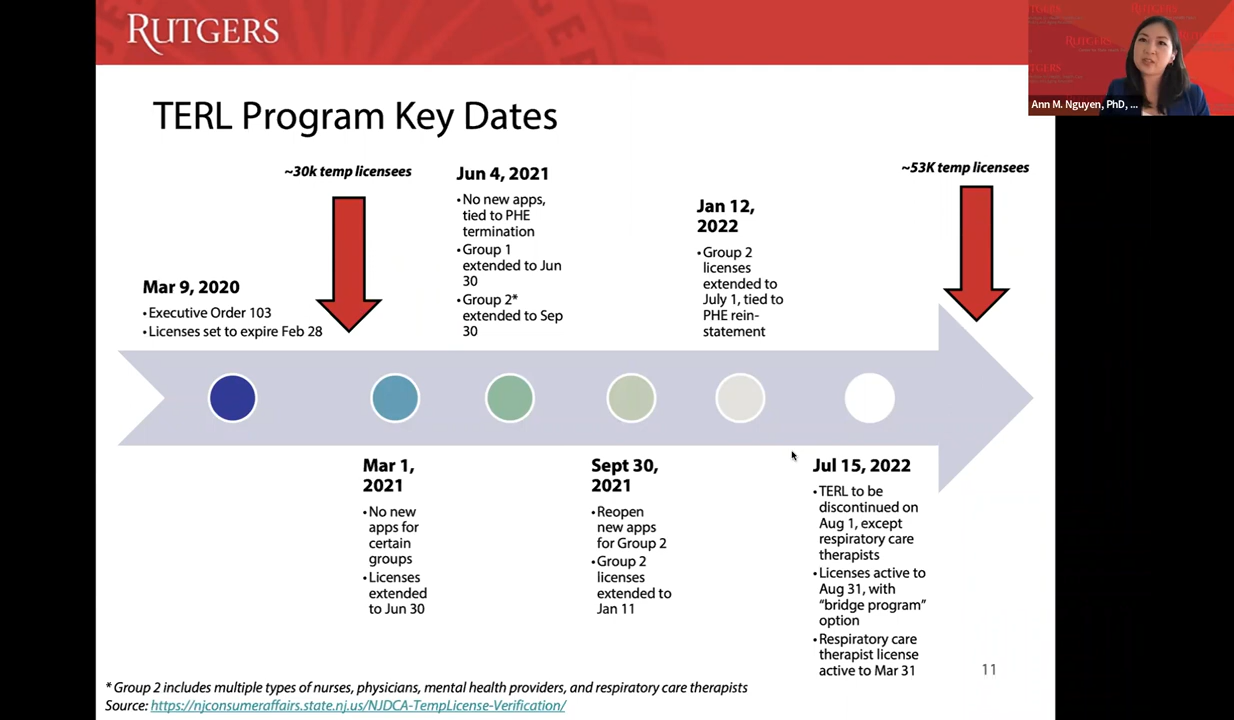 RUTGERS
Ann M. Nguyen, PhD, ...
TERL Program Key Dates
~30k temp licensees
~53K temp licensees
Mar 9, 2020
•Executive Order 103
•Licenses set to expire Feb 28
Jun 4, 2021
•No new apps,
tied to PHE
termination
•Group 1
extended to Jun
30
•Group 2*
extended to Sep
30
Jan 12,
2022
•Group 2
licenses
extended to
July 1, tied to
PHE rein-
statement
Mar 1,
2021
•No new
apps for
certain
groups
•Licenses
extended
to Jun 30
Sept 30,
2021
•Reopen
new apps
for Group 2
•Group 2
licenses
extended to
Jan 11
Jul 15, 2022
•TERL to be
discontinued on
Aug 1, except
respiratory care
therapists
•Licenses active to
Aug 31, with
“bridge program”
option
•Respiratory care
therapist license
active to Mar 31
11
* Group 2 includes multiple types of nurses, physicians, mental health providers, and respiratory care therapists
Source: https://njconsumeraffairs.state.nj.us/NJDCA-TempLicense-Verification/